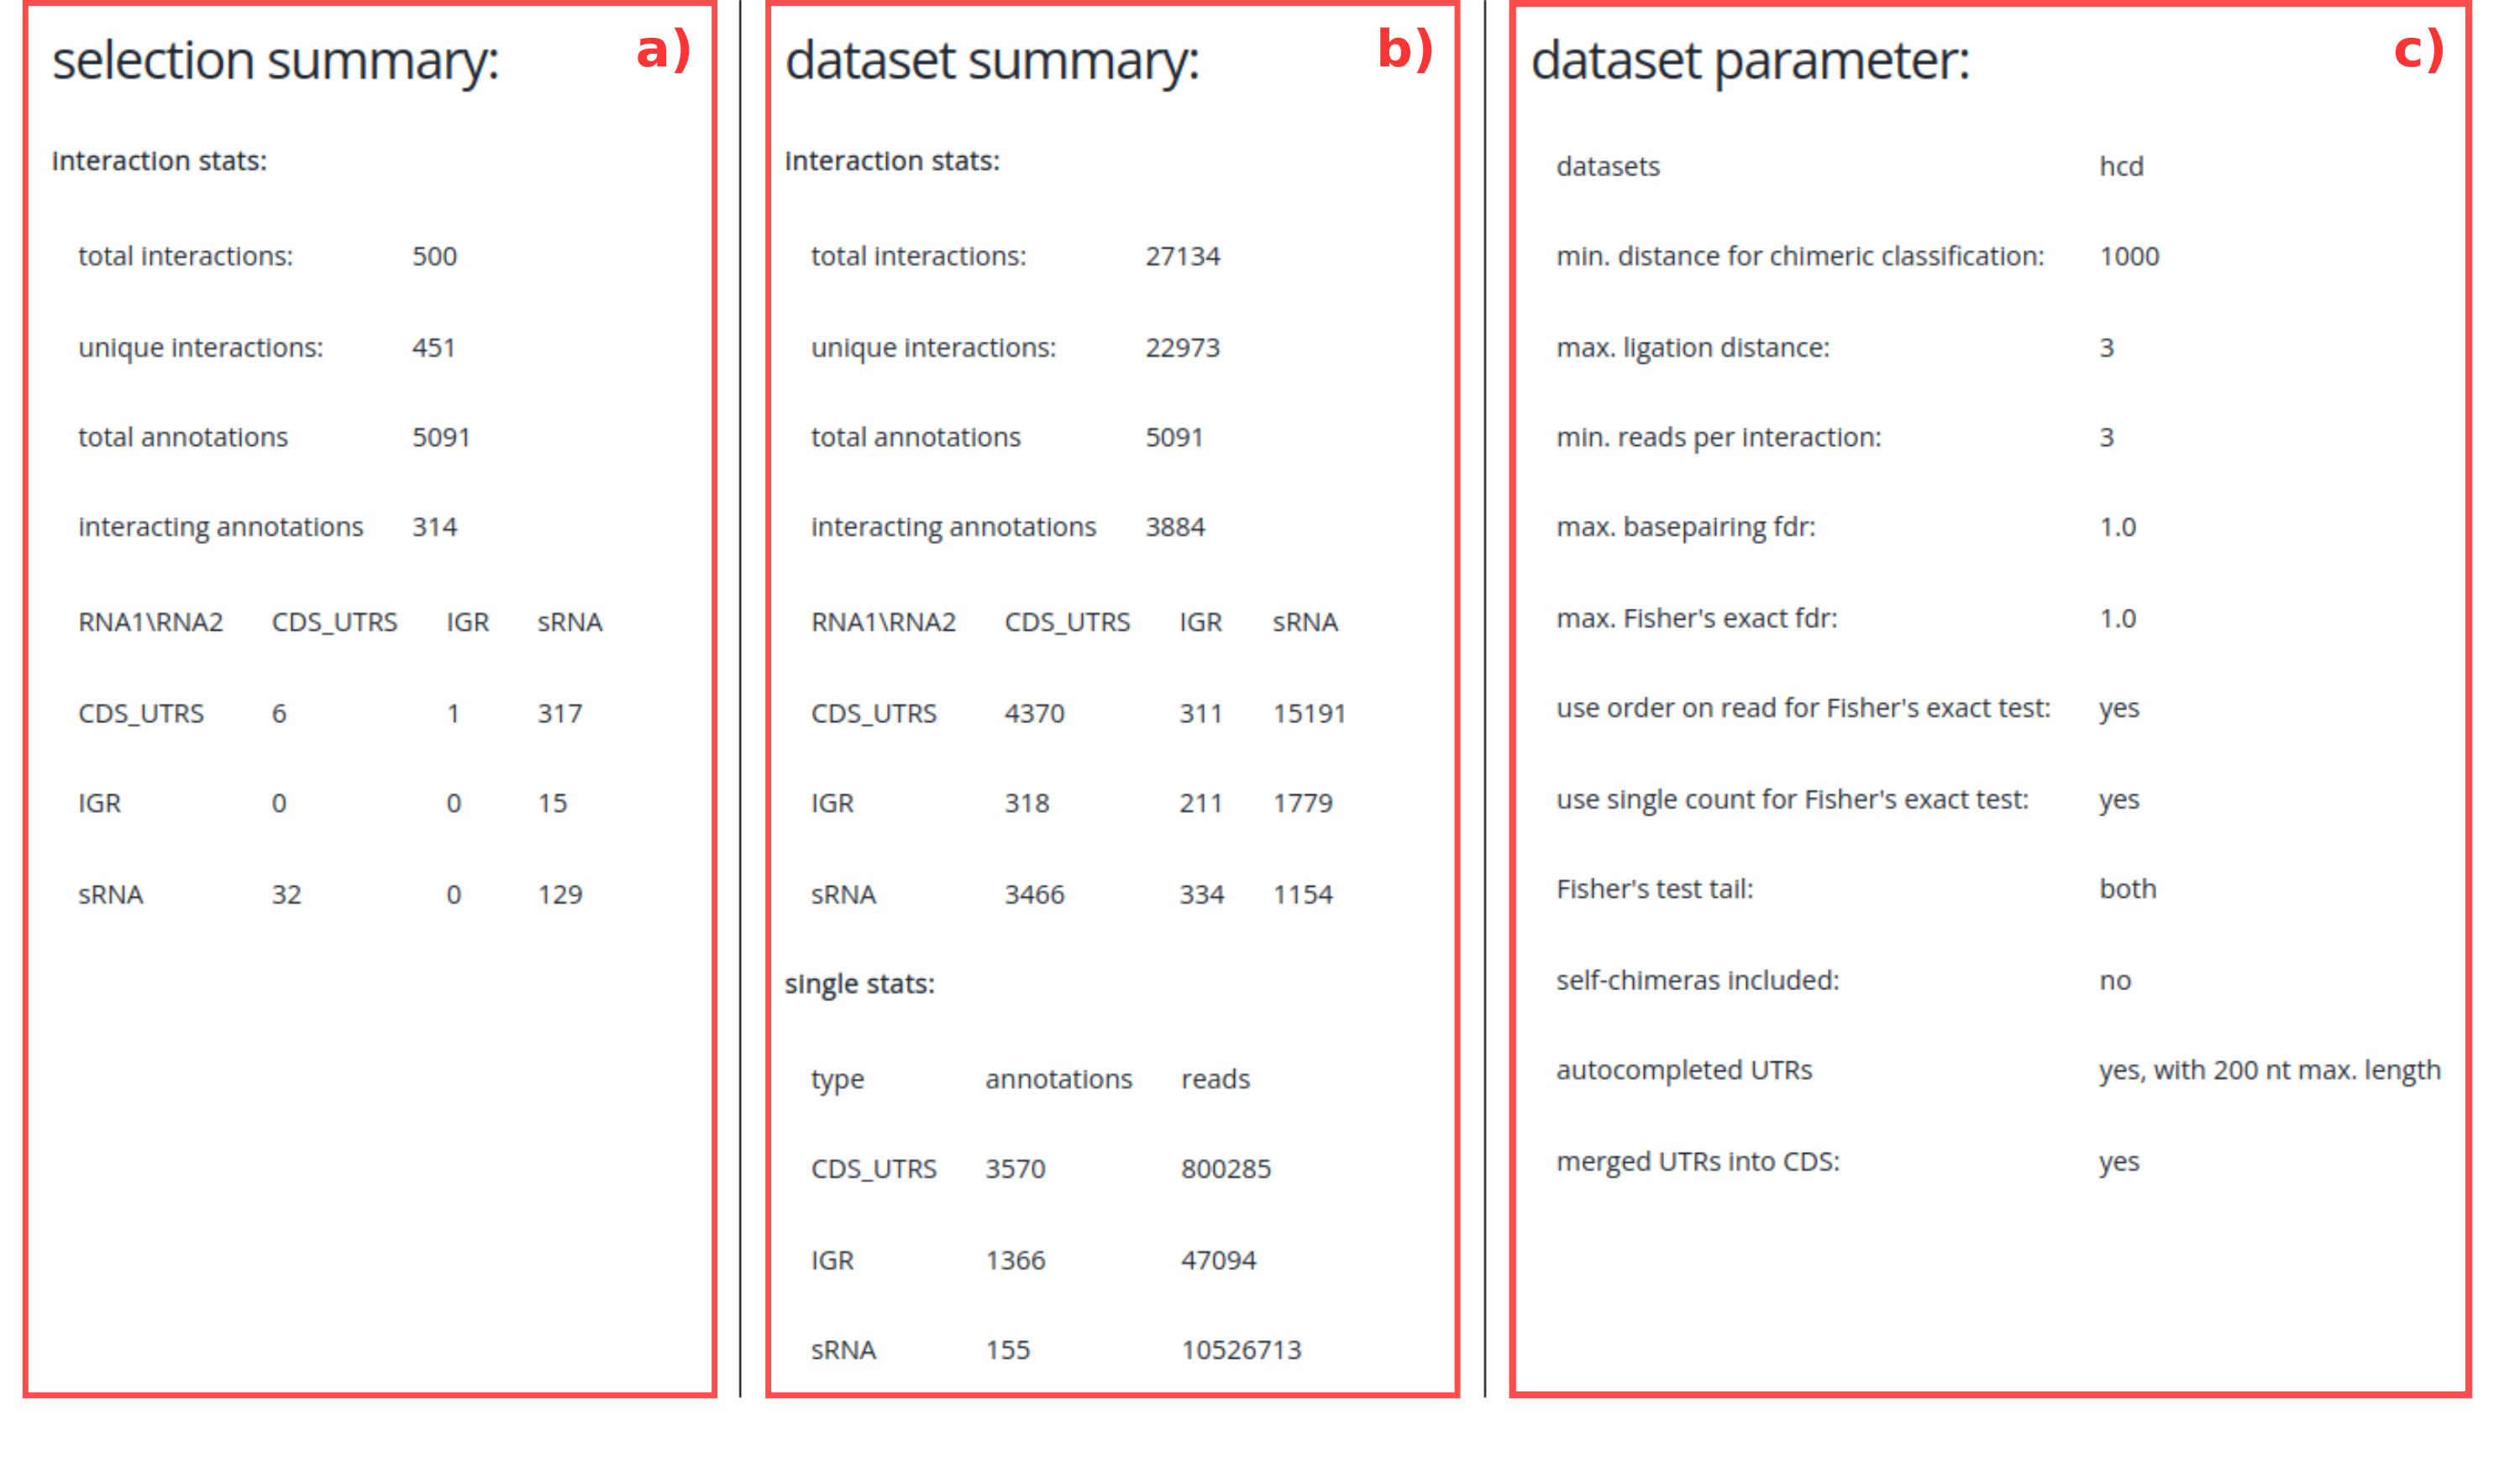 selection summary: a)
interaction stats:
total interactions: 500
unique interactions: 451
total annotations 5091
interacting annotations 314
RNA1\RNA2 CDS_UTRS IGR sRNA
CDS_UTRS 6 1 317
IGR 0 0 15
sRNA 32 0 129
dataset summary: b)
interaction stats:
total interactions: 27134
unique interactions: 22973
total annotations 5091
interacting annotations 3884
RNA1\RNA2 CDS_UTRS IGR sRNA
CDS_UTRS 4370 311 15191
IGR 318 211 1779
sRNA 3466 334 1154
single stats:
type annotations reads
CDS_UTRS 3570 800285
IGR 1366 47094
sRNA 155 10526713
dataset parameter: c)
datasets hcd
min. distance for chimeric classification: 1000
max. ligation distance: 3
min. reads per interaction: 3
max. basepairing fdr: 1.0
max. Fisher's exact fdr: 1.0
use order on read for Fisher's exact test: yes
use single count for Fisher's exact test: yes
Fisher's test tail: both
self-chimeras included: no
autocompleted UTRs yes, with 200 nt max. length
merged UTRs into CDS: yes